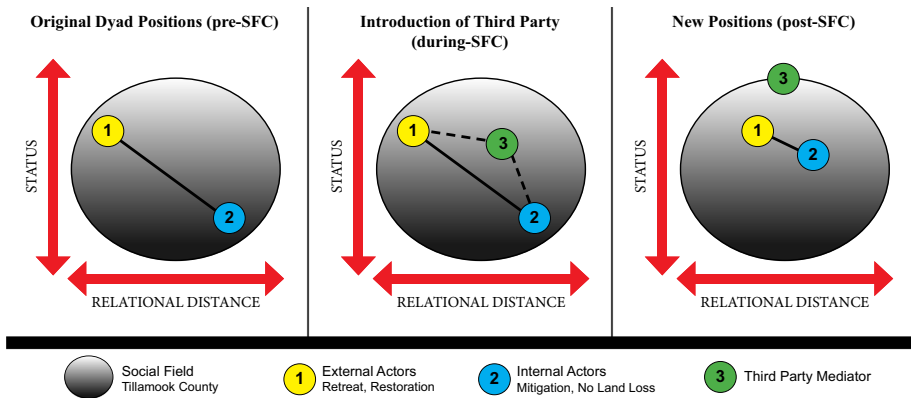 Original Dyad Positions (pre-SFC)
STATUS
1
2
RELATIONAL DISTANCE
Introduction of Third Party
(during-SFC)
STATUS
1
3
2
RELATIONAL DISTANCE
New Positions (post-SFC)
STATUS
3
1
2
RELATIONAL DISTANCE
Social Field
Tillamook County
1
External Actors
Retreat, Restoration
2
Internal Actors
Mitigation, No Land Loss
3
Third Party Mediator